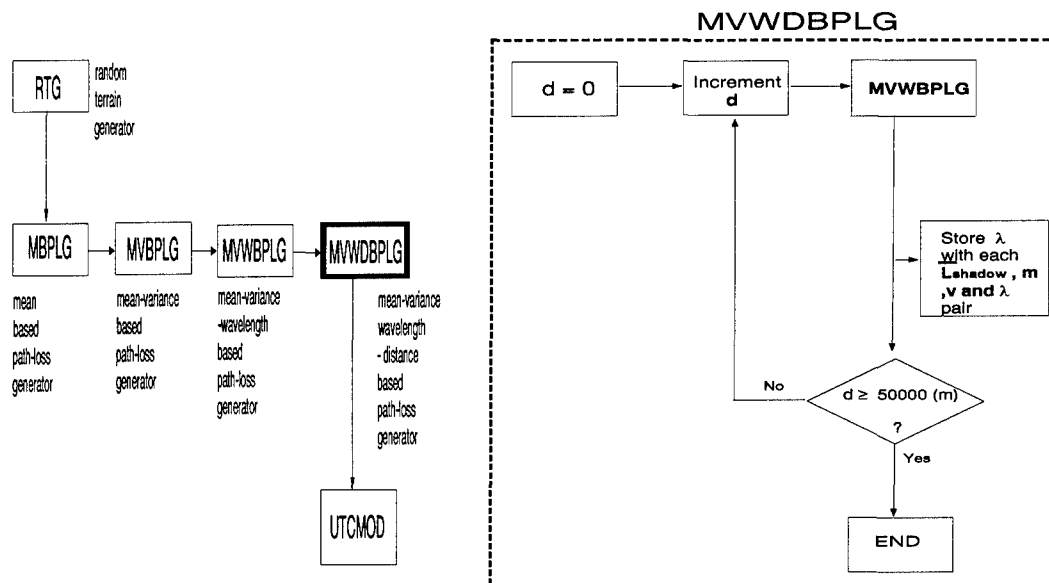 MVWDBPLG
RTG
random
terrain
generator
MBPLG
MVBPLG
MVWBPLG
MVWDBPLG
mean
based
path-loss
generator
mean-variance
based
path-loss
generator
mean-variance
-wavelength
based
path-loss
generator
mean-variance
wavelength
- distance
based
path-loss
generator
UTCMOD
d = 0
Increment
d
MVWBPLG
Store λ
with each
L̅shadow , m
,v and λ
pair
No
d ≥ 50000 (m)
?
Yes
END